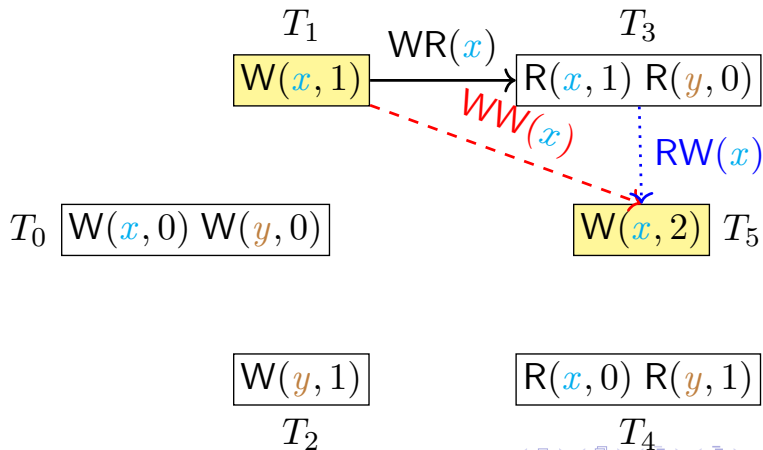 T₁ T₃
W(x, 1) WR(x) R(x, 1) R(y, 0)
WW(x)
RW(x)
T₀ W(x, 0) W(y, 0) W(x, 2) T₅
W(y, 1) R(x, 0) R(y, 1)
T₂ T₄